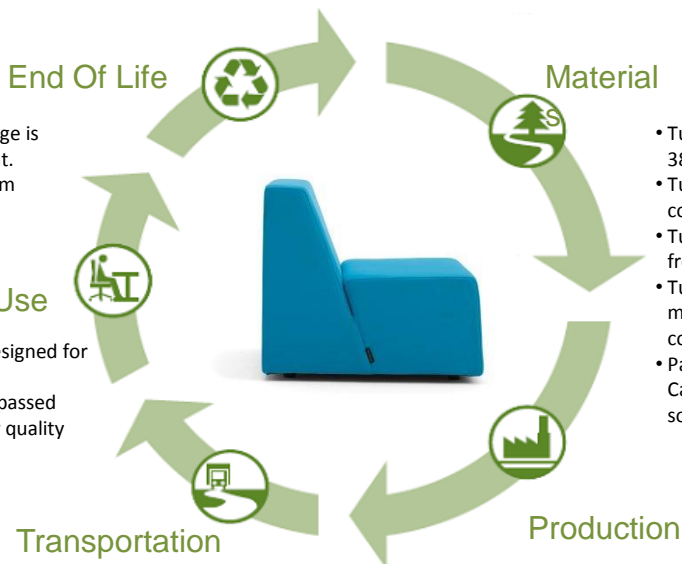 End Of Life
Material
S
ge is
t.
m
• Tu
38
• Tu
co
• Tu
fr
• Tu
m
co
• Pa
Ca
so
Use
esigned for
passed
quality
Transportation
Production